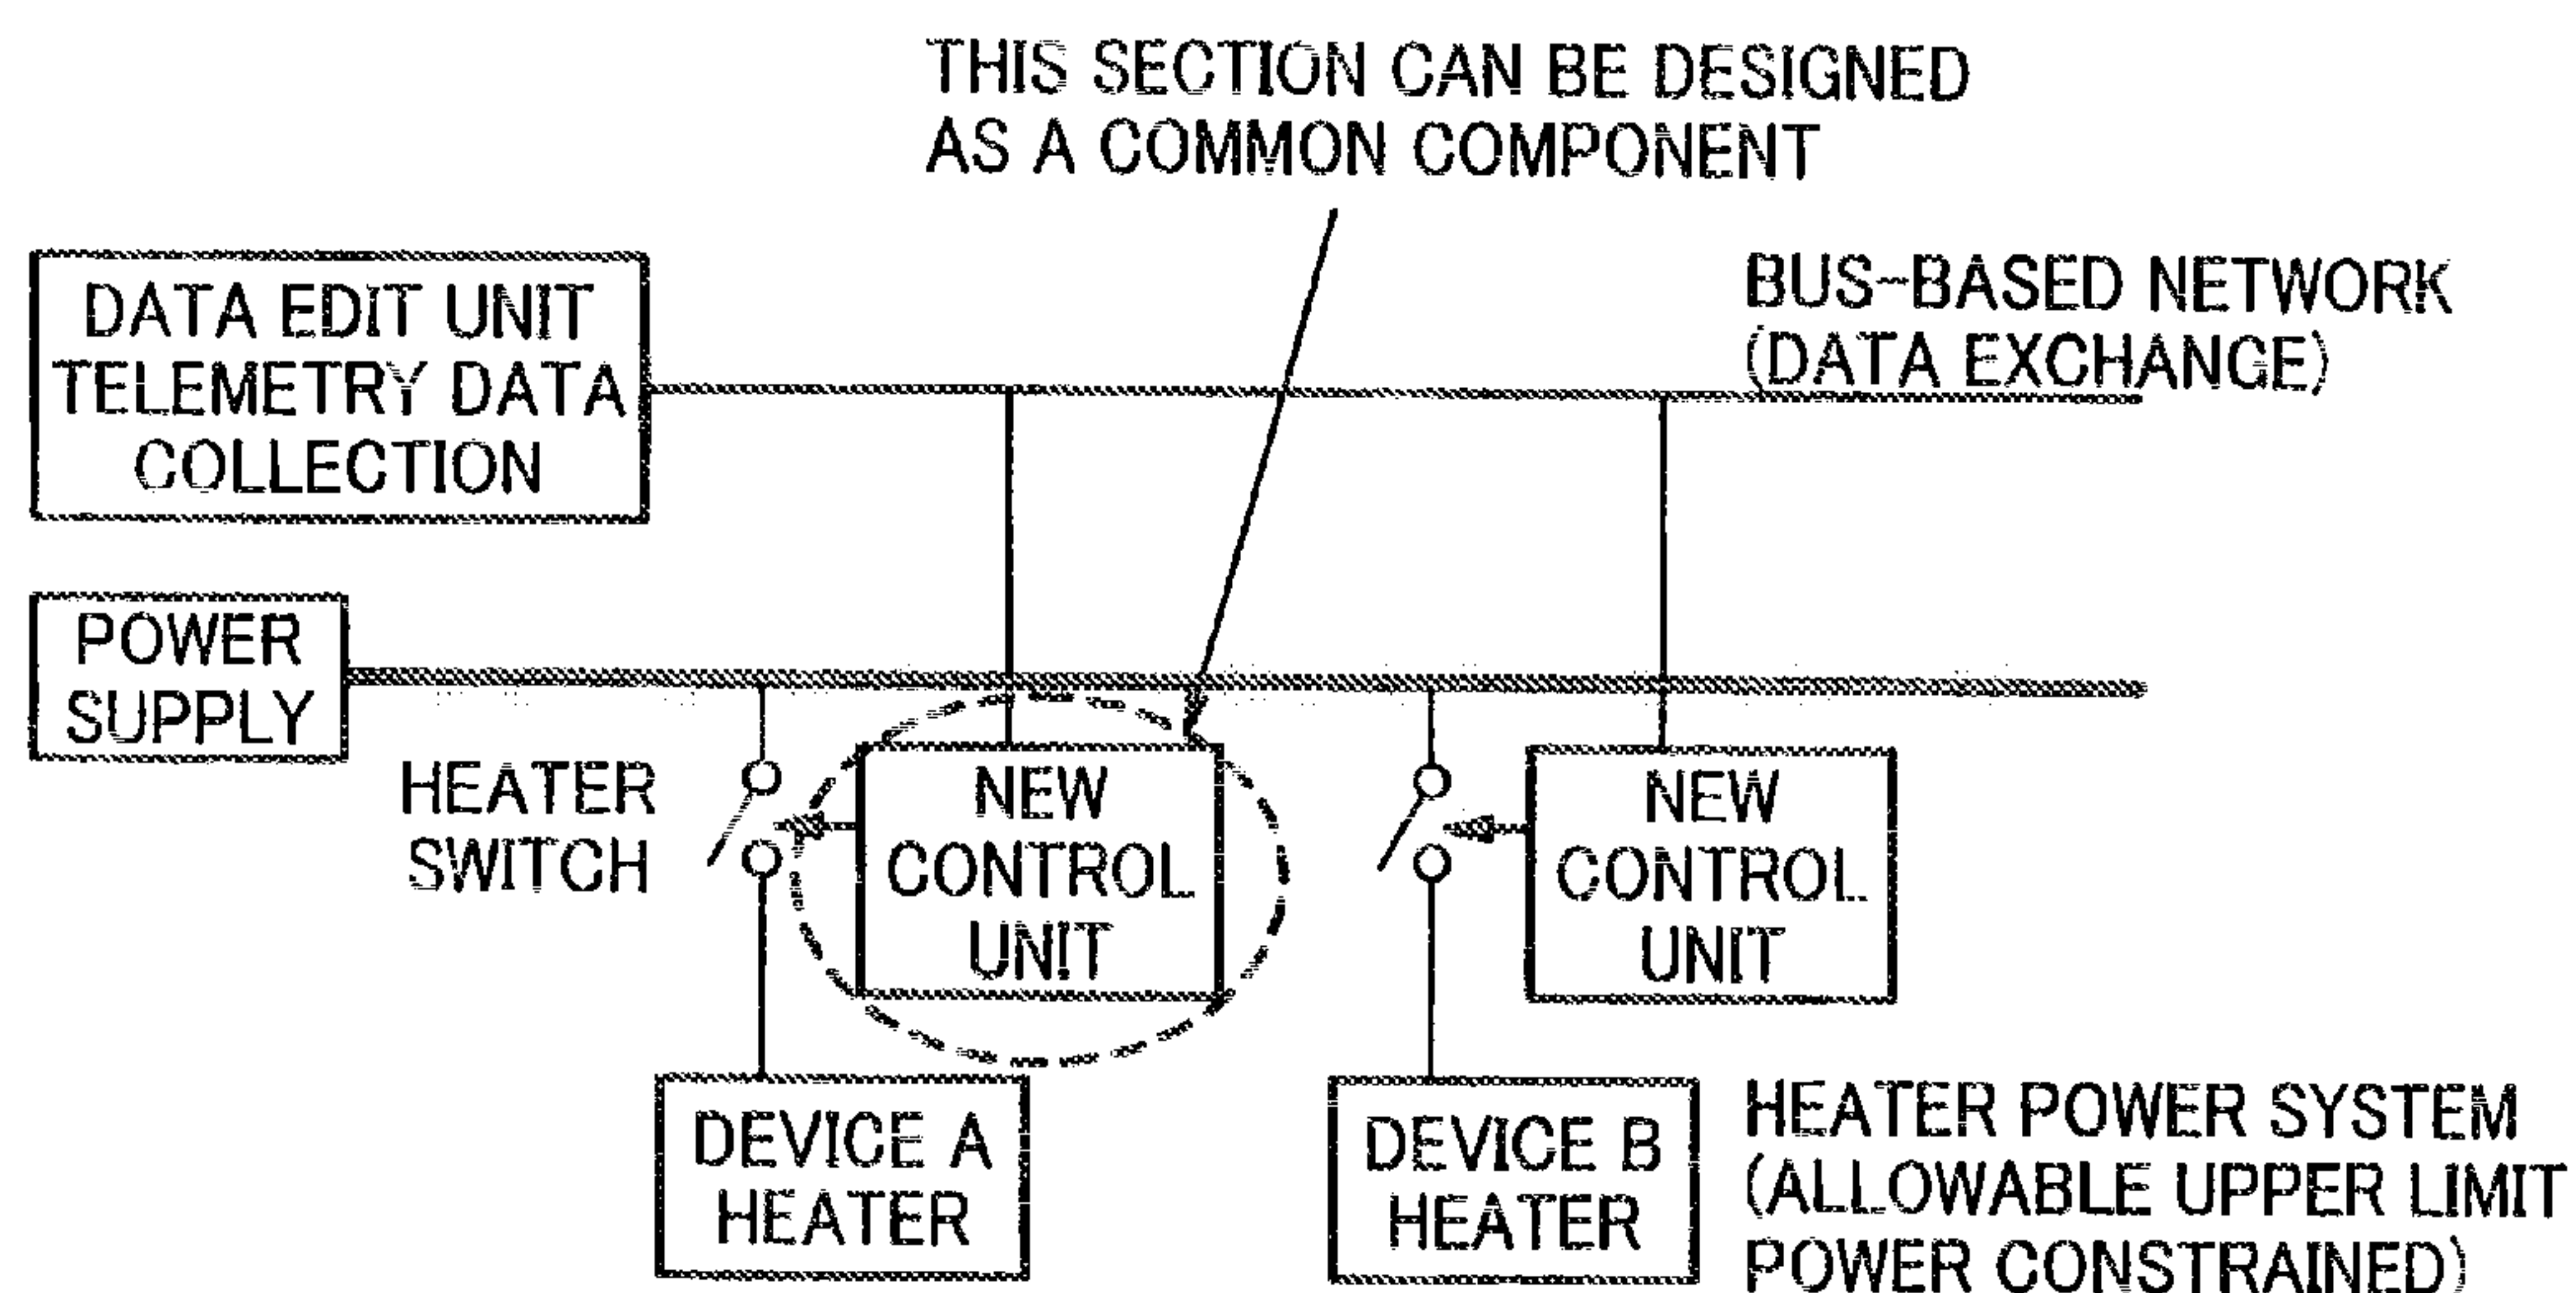 THIS SECTION CAN BE DESIGNED
AS A COMMON COMPONENT
DATA EDIT UNIT
TELEMETRY DATA
COLLECTION
BUS-BASED NETWORK
(DATA EXCHANGE)
POWER
SUPPLY
HEATER
SWITCH
NEW
CONTROL
UNIT
NEW
CONTROL
UNIT
DEVICE A
HEATER
DEVICE B
HEATER
HEATER POWER SYSTEM
(ALLOWABLE UPPER LIMIT
POWER CONSTRAINED)